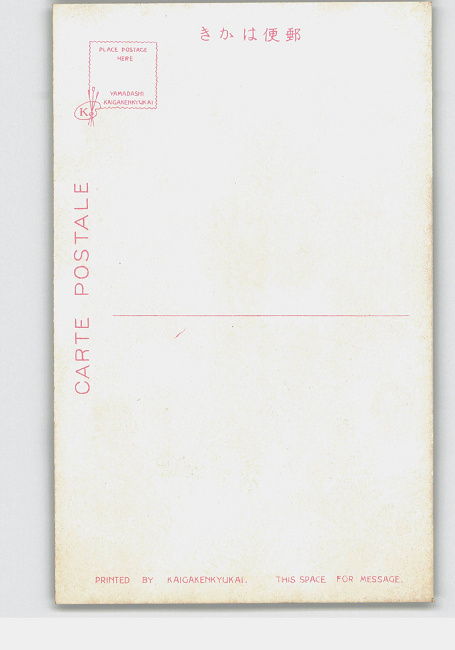 きかは便郵
PLACE POSTAGE
HERE
YAMADASHI
KAIGAKENKYUKAI
K
CARTE POSTALE
PRINTED BY KAIGAKENKYUKAI. THIS SPACE FOR MESSAGE.